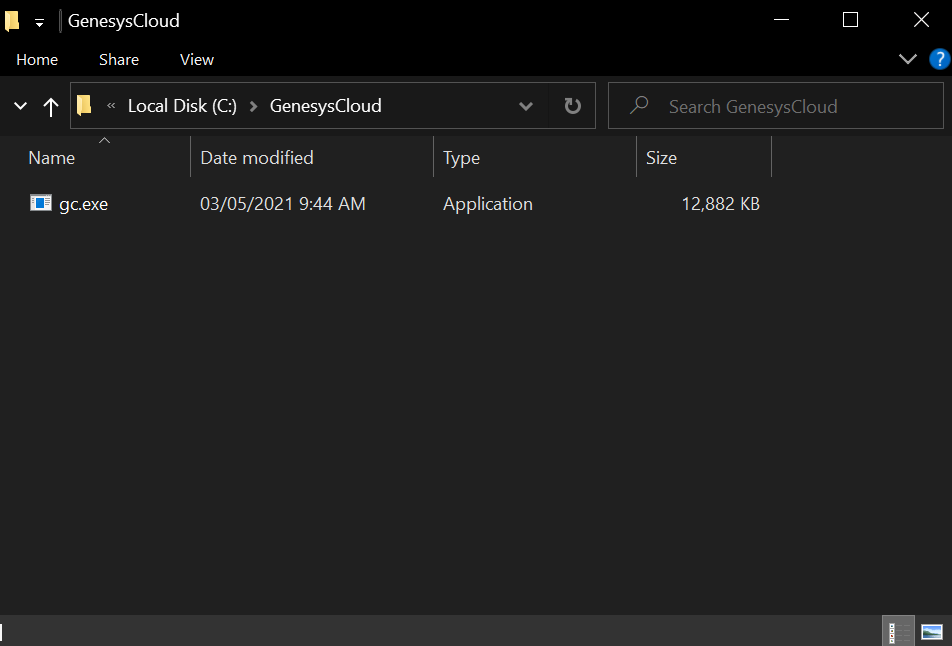 GenesysCloud
Home Share View
« Local Disk (C:) > GenesysCloud Search GenesysCloud
Name Date modified Type Size
gc.exe 03/05/2021 9:44 AM Application 12,882 KB